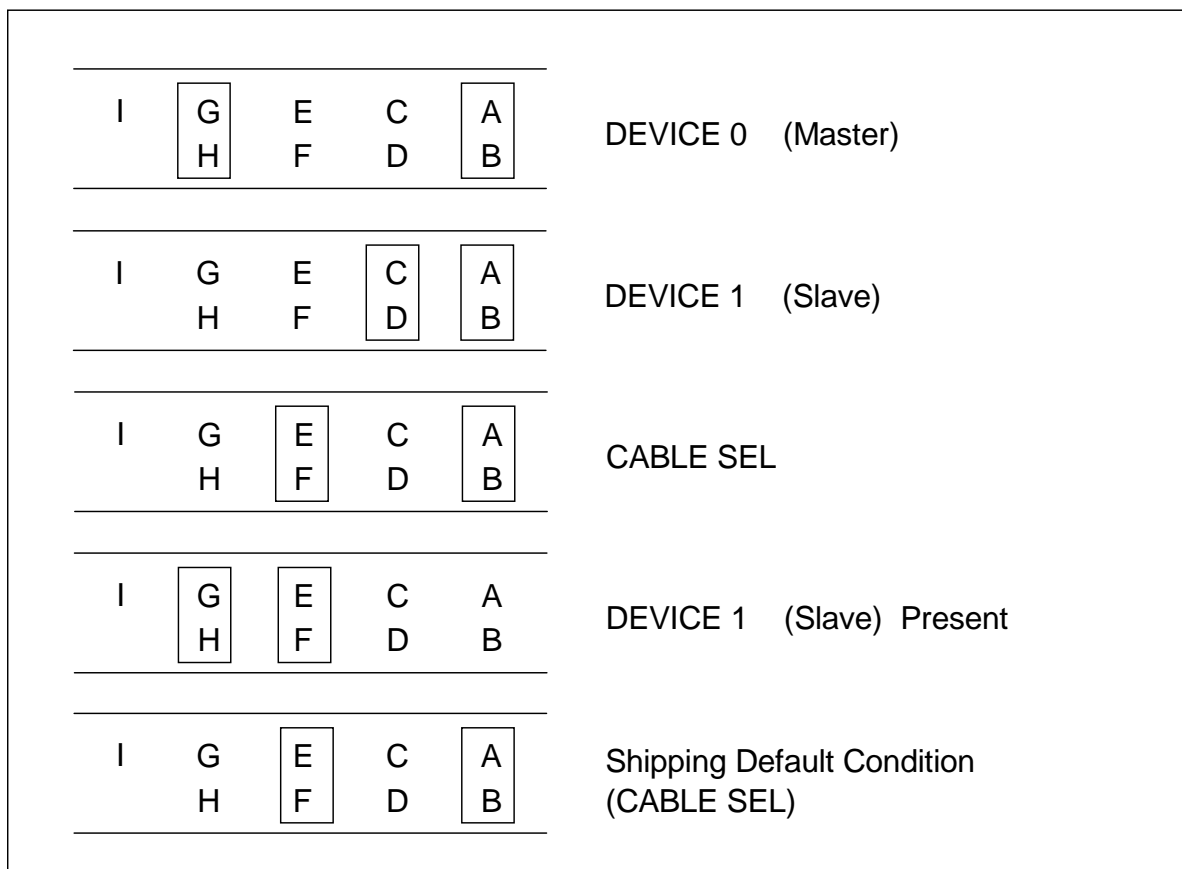 I G E C A DEVICE 0 (Master)
H F D B
I G E C A DEVICE 1 (Slave)
H F D B
I G E C A CABLE SEL
H F D B
I G E C A DEVICE 1 (Slave) Present
H F D B
I G E C A Shipping Default Condition
H F D B (CABLE SEL)